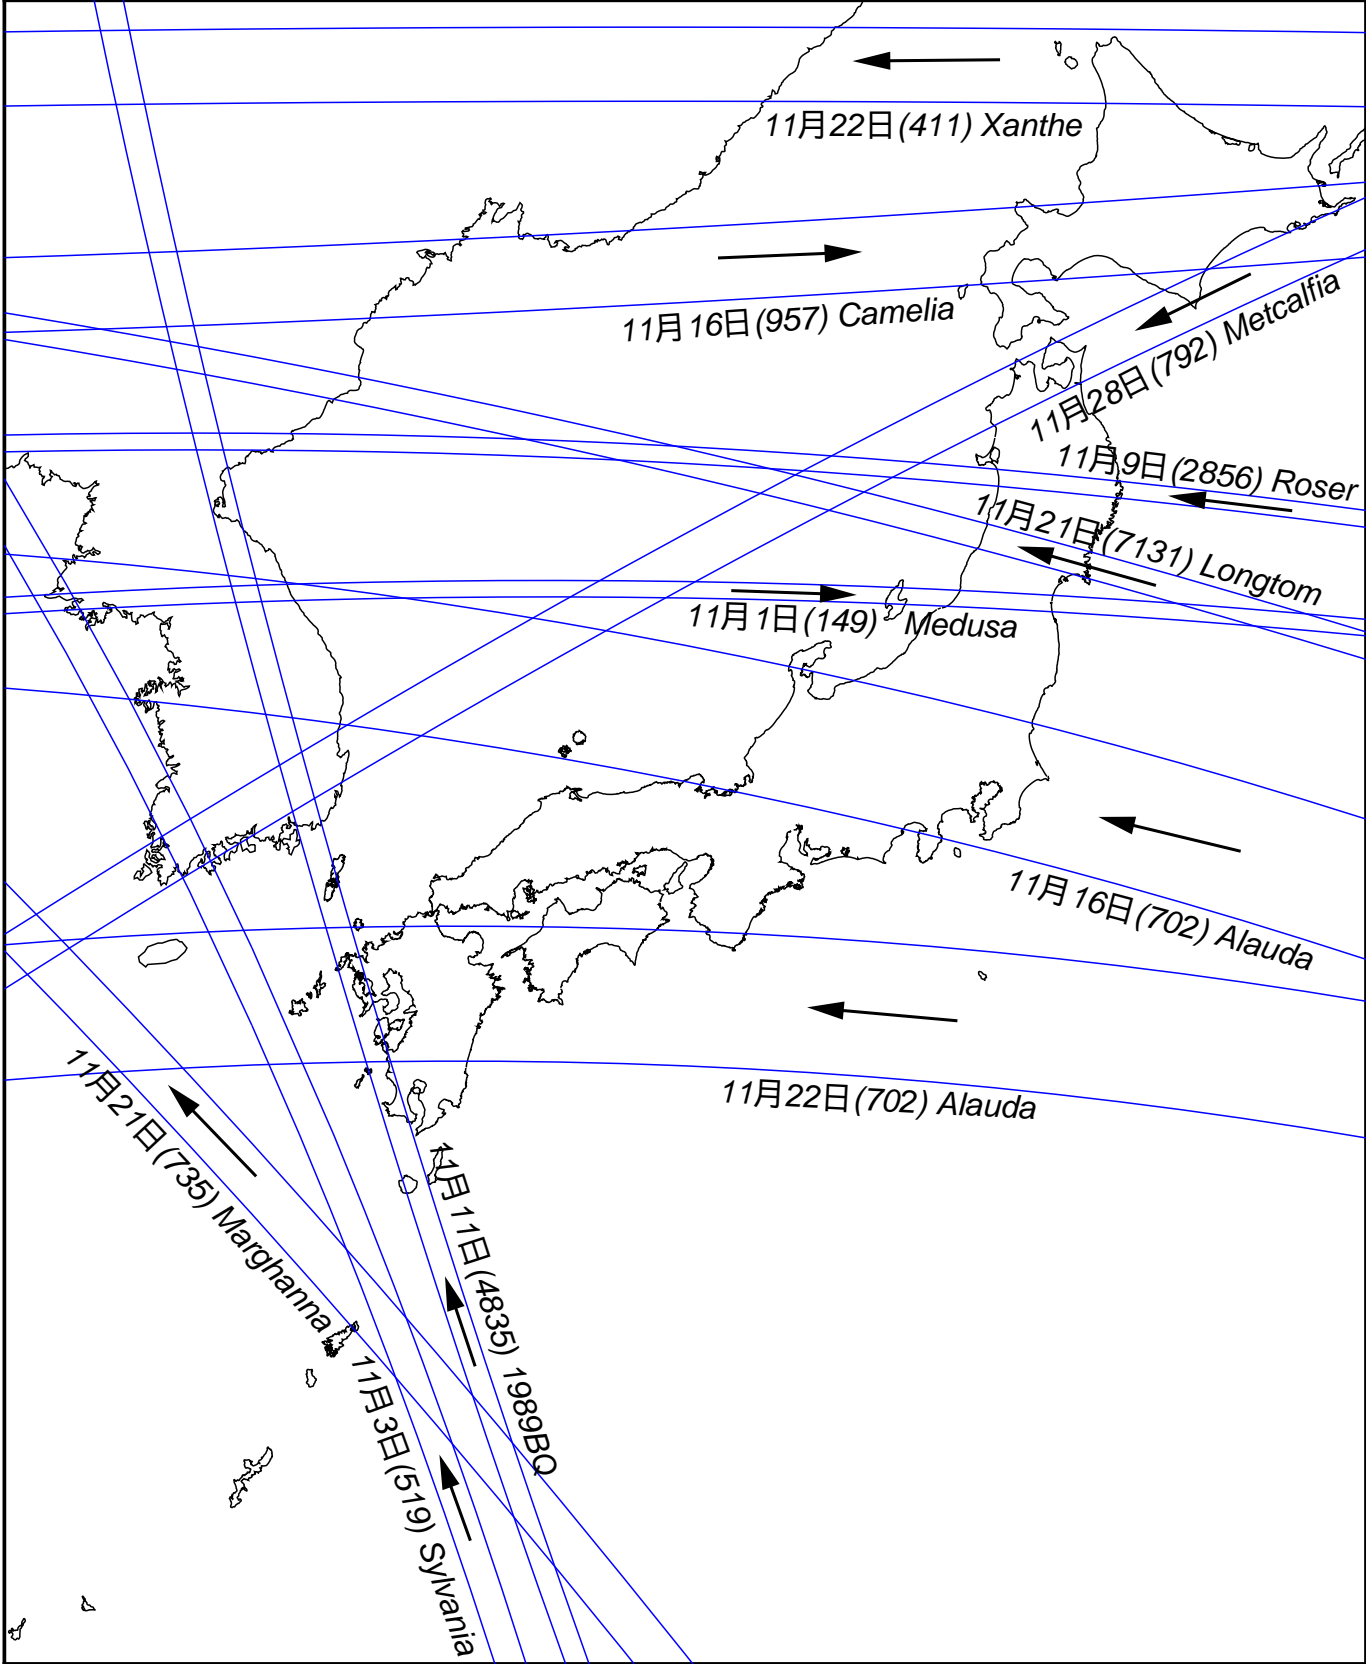 11月22日(411) Xanthe
11月16日(957) Camelia
11月28日(792) Metcalfia
11月9日(2856) Roser
11月21日(7131) Longtom
11月1日(149) Medusa
11月16日(702) Alauda
11月22日(702) Alauda
11月21日(735) Marghanna
11月11日(4835) 1989BQ
11月3日(519) Sylvania